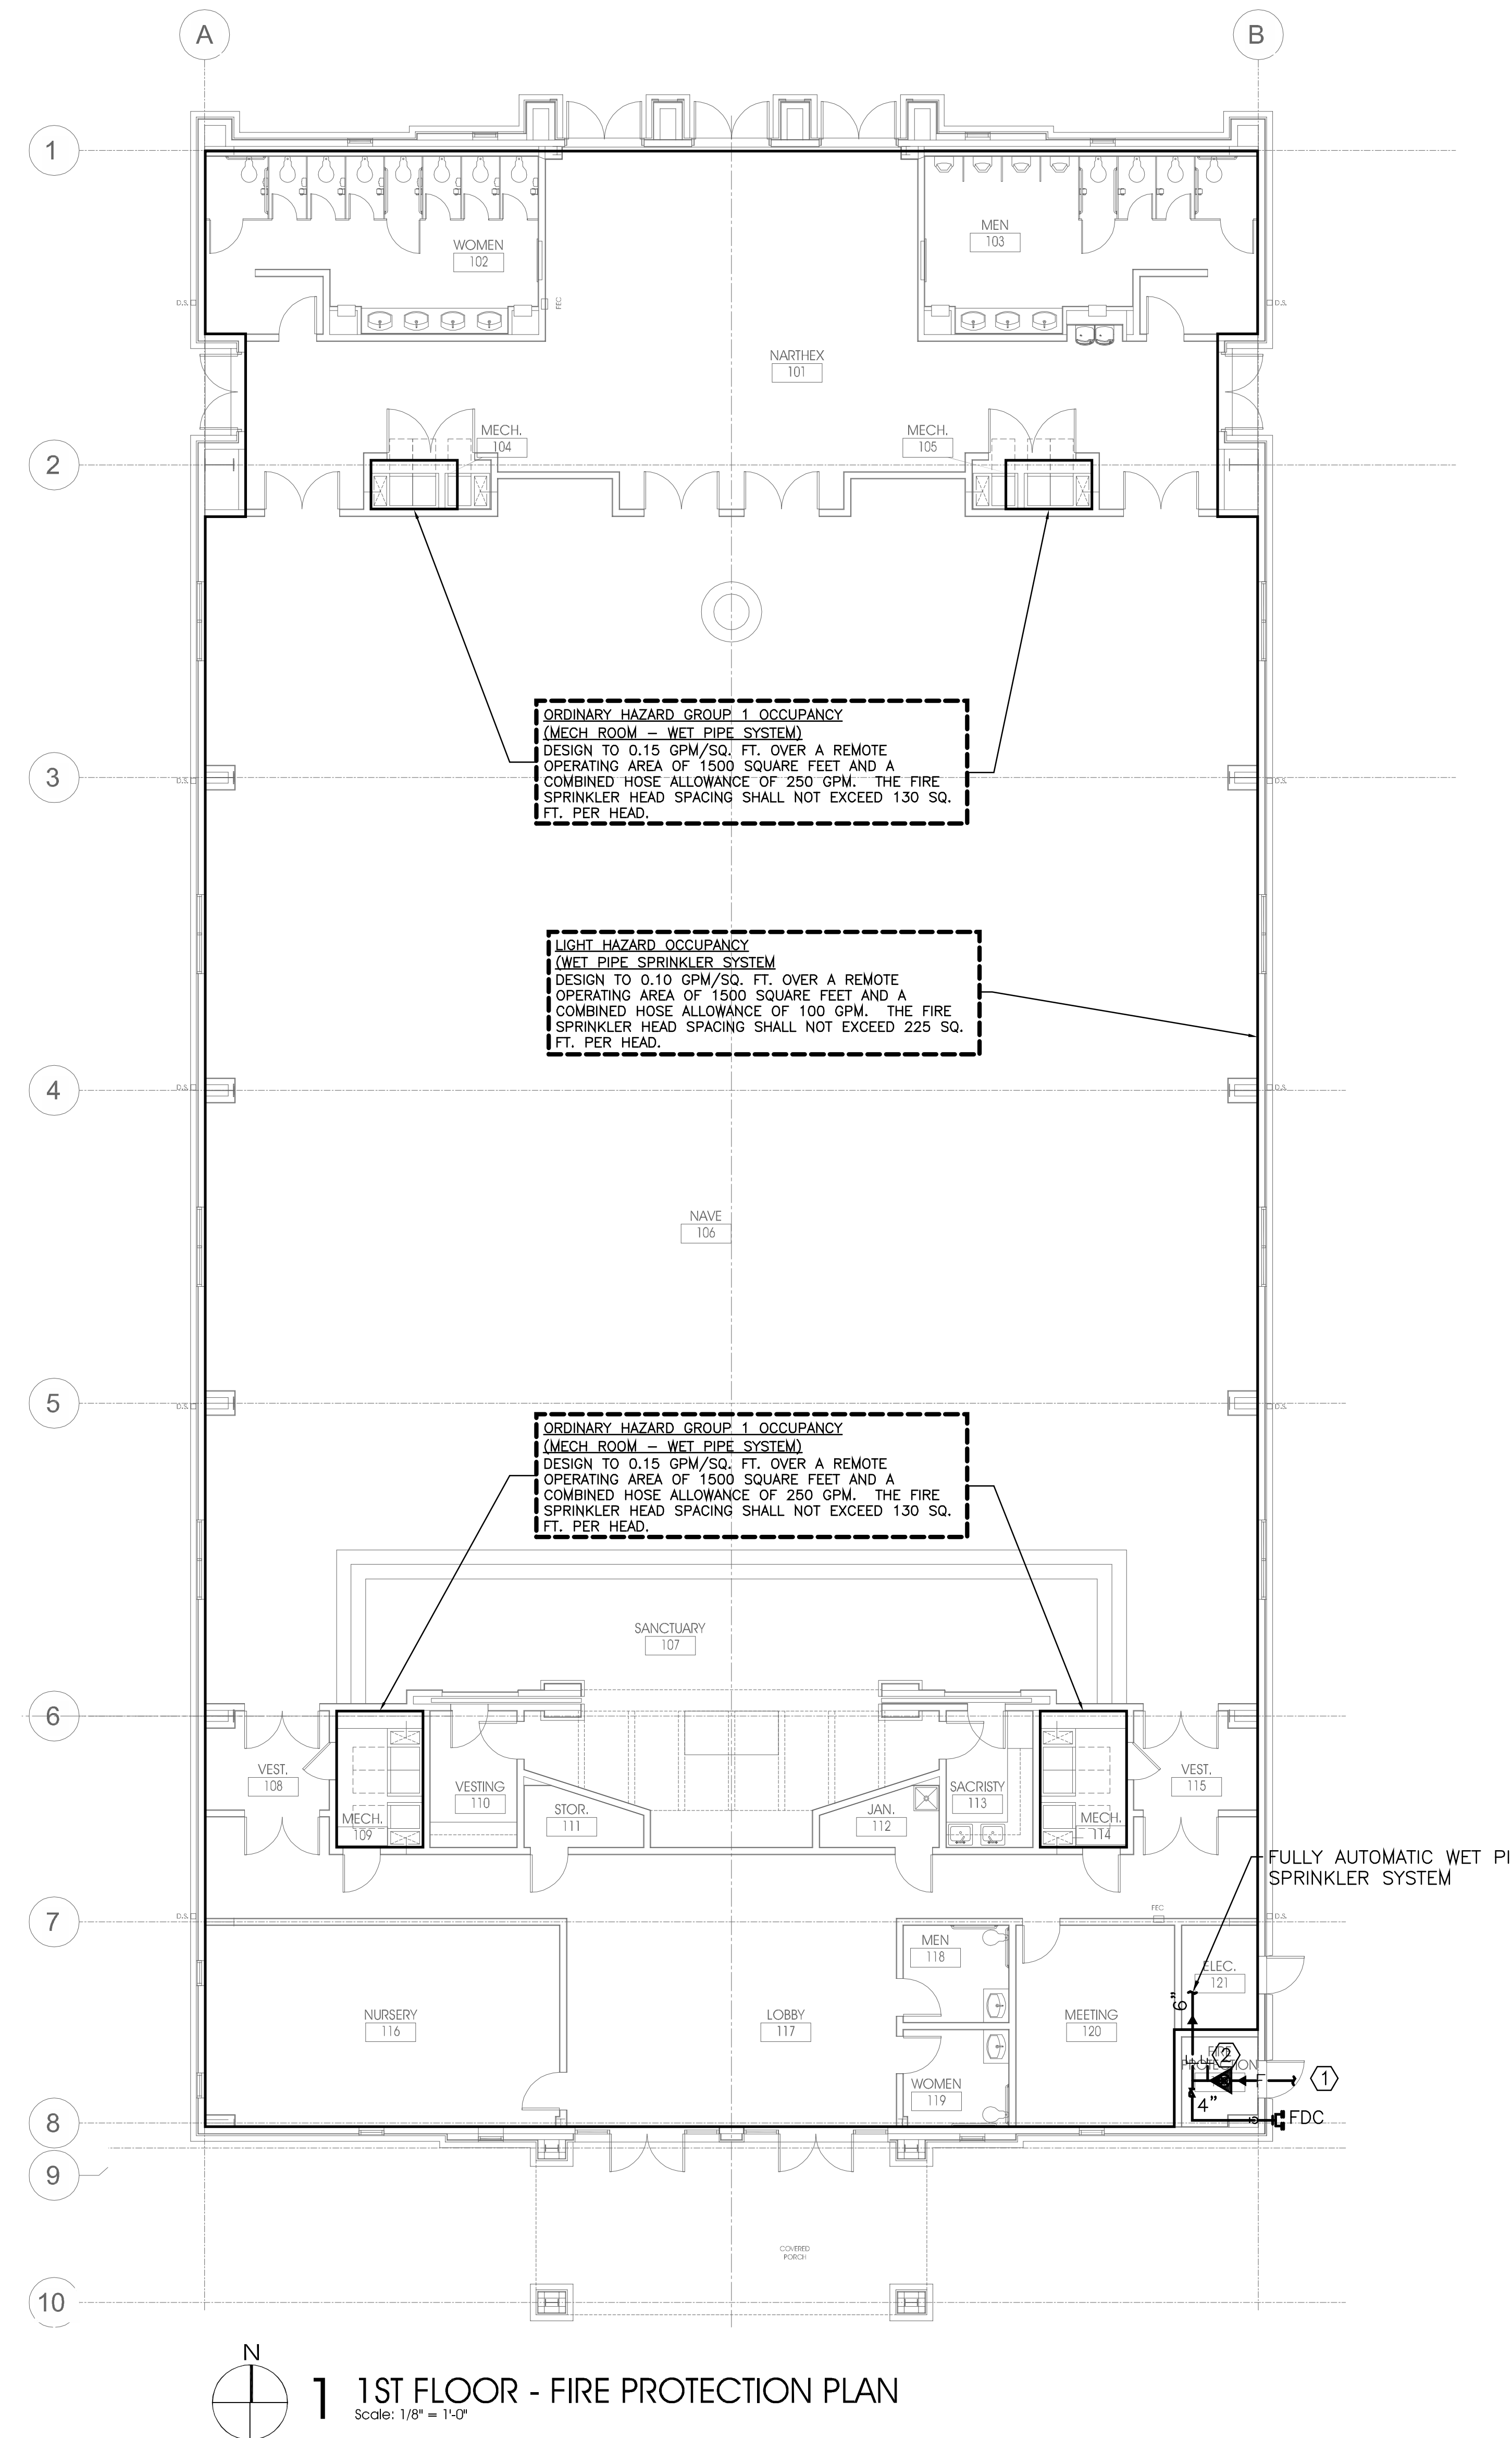 A
B
1
WOMEN
102
MEN
103
D.S.
FEC
D.S.
NARTHEX
101
MECH.
104
MECH.
105
2
ORDINARY HAZARD GROUP 1 OCCUPANCY
(MECH ROOM – WET PIPE SYSTEM)
DESIGN TO 0.15 GPM/SQ. FT. OVER A REMOTE
OPERATING AREA OF 1500 SQUARE FEET AND A
COMBINED HOSE ALLOWANCE OF 250 GPM. THE FIRE
SPRINKLER HEAD SPACING SHALL NOT EXCEED 130 SQ.
FT. PER HEAD.
3
D.S.
D.S.
LIGHT HAZARD OCCUPANCY
(WET PIPE SPRINKLER SYSTEM
DESIGN TO 0.10 GPM/SQ. FT. OVER A REMOTE
OPERATING AREA OF 1500 SQUARE FEET AND A
COMBINED HOSE ALLOWANCE OF 100 GPM. THE FIRE
SPRINKLER HEAD SPACING SHALL NOT EXCEED 225 SQ.
FT. PER HEAD.
4
D.S.
D.S.
NAVE
106
5
D.S.
D.S.
ORDINARY HAZARD GROUP 1 OCCUPANCY
(MECH ROOM – WET PIPE SYSTEM)
DESIGN TO 0.15 GPM/SQ. FT. OVER A REMOTE
OPERATING AREA OF 1500 SQUARE FEET AND A
COMBINED HOSE ALLOWANCE OF 250 GPM. THE FIRE
SPRINKLER HEAD SPACING SHALL NOT EXCEED 130 SQ.
FT. PER HEAD.
SANCTUARY
107
6
VEST.
108
MECH.
109
VESTING
110
STOR.
111
JAN.
112
SACRISTY
113
MECH.
114
VEST.
115
FULLY AUTOMATIC WET PI
SPRINKLER SYSTEM
7
D.S.
FEC
D.S.
MEN
118
ELEC.
121
NURSERY
116
LOBBY
117
MEETING
120
6"
WOMEN
119
FIRE
PROTECTION
2
F
1
4"
FDC
8
9
COVERED
PORCH
10
N
1
1ST FLOOR - FIRE PROTECTION PLAN
Scale: 1/8" = 1'-0"